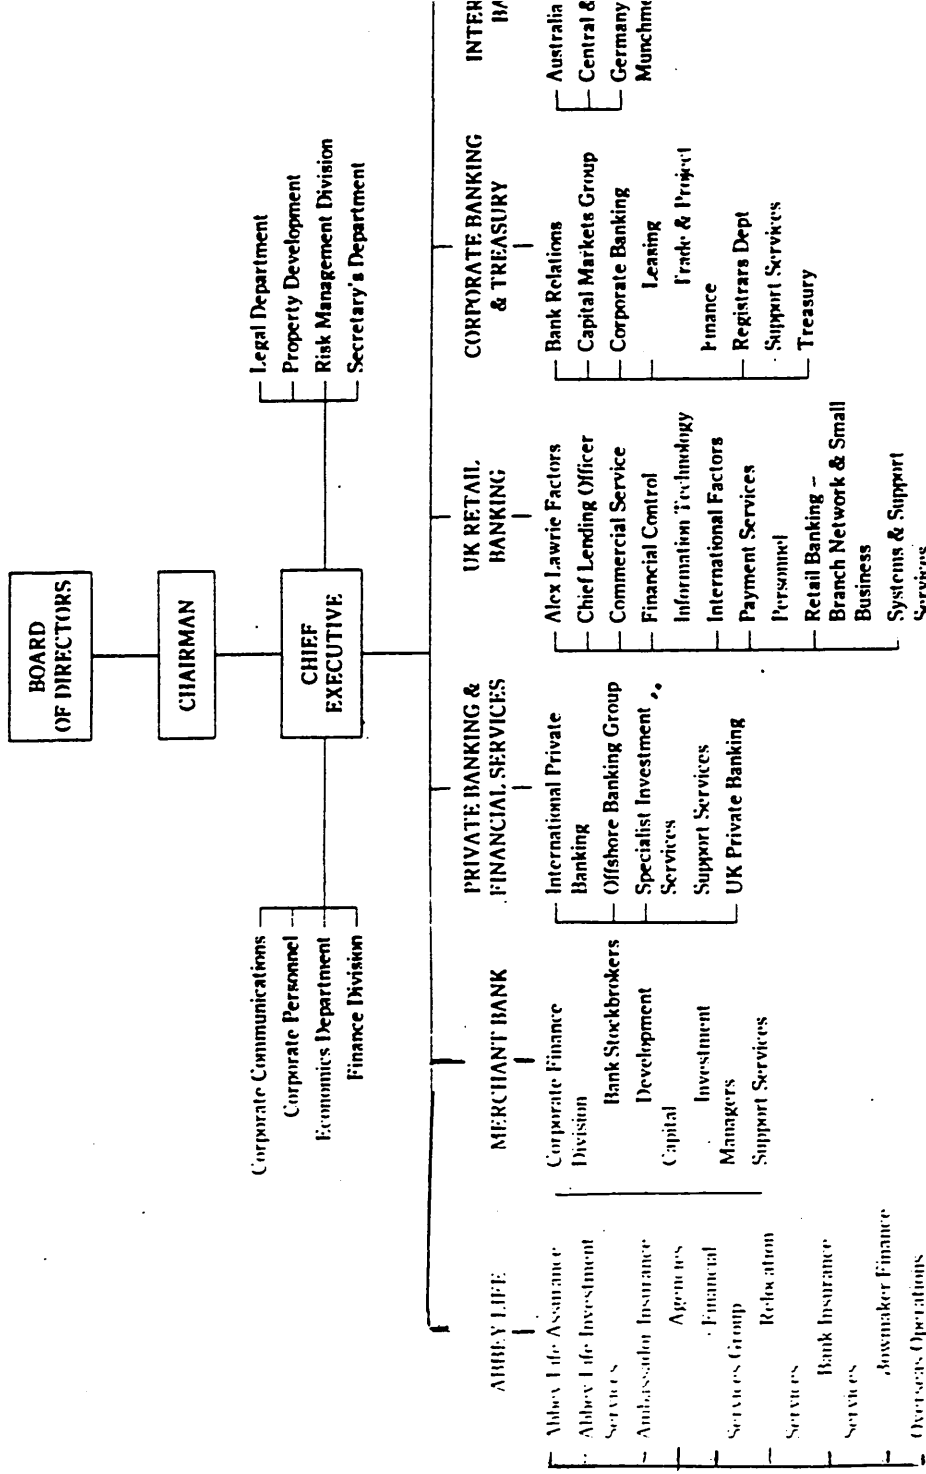 BOARD
OF DIRECTORS
CHAIRMAN
CHIEF
EXECUTIVE
Corporate Communications
Corporate Personnel
Economics Department
Finance Division
Legal Department
Property Development
Risk Management Division
Secretary's Department
ABBEY LIFE
Abbey Life Assurance
Abbey Life Investment
Services
Ambassador Insurance
Agencies
Financial
Services Group
Relocation
Services
Bank Insurance
Services
Bowmaker Finance
Overseas Operations
MERCHANT BANK
Corporate Finance
Division
Bank Stockbrokers
Development
Capital
Investment
Managers
Support Services
PRIVATE BANKING &
FINANCIAL SERVICES
International Private
Banking
Offshore Banking Group
Specialist Investment
Services
Support Services
UK Private Banking
UK RETAIL
BANKING
Alex Lawrie Factors
Chief Lending Officer
Commercial Service
Financial Control
Information Technology
International Factors
Payment Services
Personnel
Retail Banking –
Branch Network & Small
Business
Systems & Support
Services
CORPORATE BANKING
& TREASURY
Bank Relations
Capital Markets Group
Corporate Banking
Leasing
Trade & Project
Finance
Registrars Dept
Support Services
Treasury
INTER
BA
Australia
Central &
Germany
Munchme